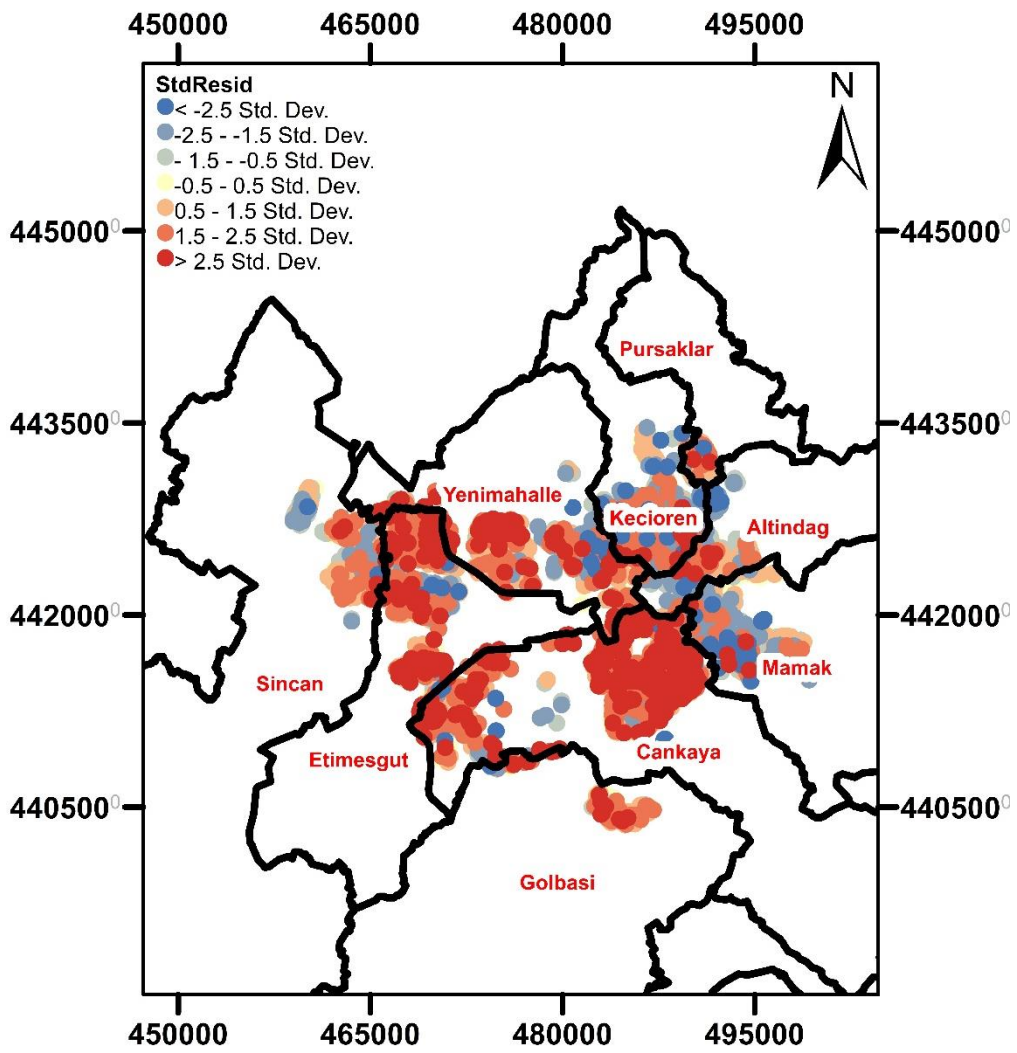 450000 465000 480000 495000
StdResid
< -2.5 Std. Dev.
-2.5 - -1.5 Std. Dev.
- 1.5 - -0.5 Std. Dev.
-0.5 - 0.5 Std. Dev.
0.5 - 1.5 Std. Dev.
1.5 - 2.5 Std. Dev.
> 2.5 Std. Dev.
N
4450000 4450000
Pursaklar
4435000 4435000
Yenimahalle
Kecioren
Altindag
4420000 4420000
Mamak
Sincan
Cankaya
Etimesgut
4405000 4405000
Golbasi
450000 465000 480000 495000